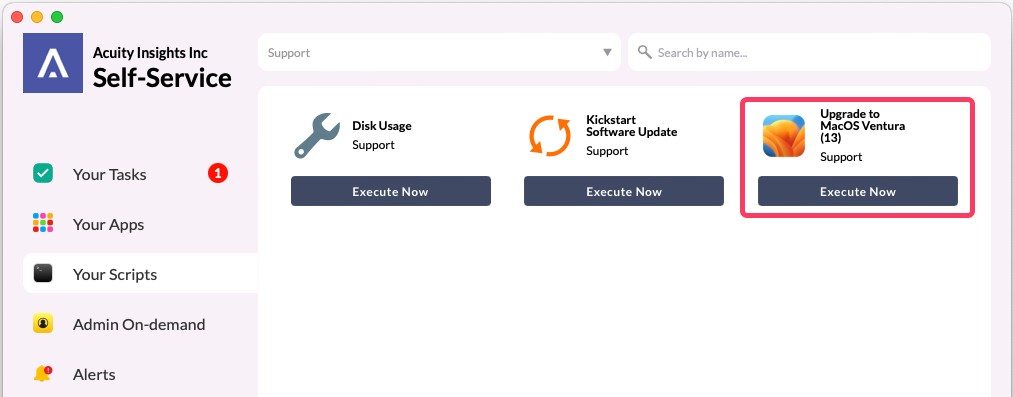 Acuity Insights Inc
Self-Service
Support
Search by name...
Your Tasks
1
Your Apps
Your Scripts
Admin On-demand
Alerts
Disk Usage
Support
Execute Now
Kickstart
Software Update
Support
Execute Now
Upgrade to
MacOS Ventura
(13)
Support
Execute Now